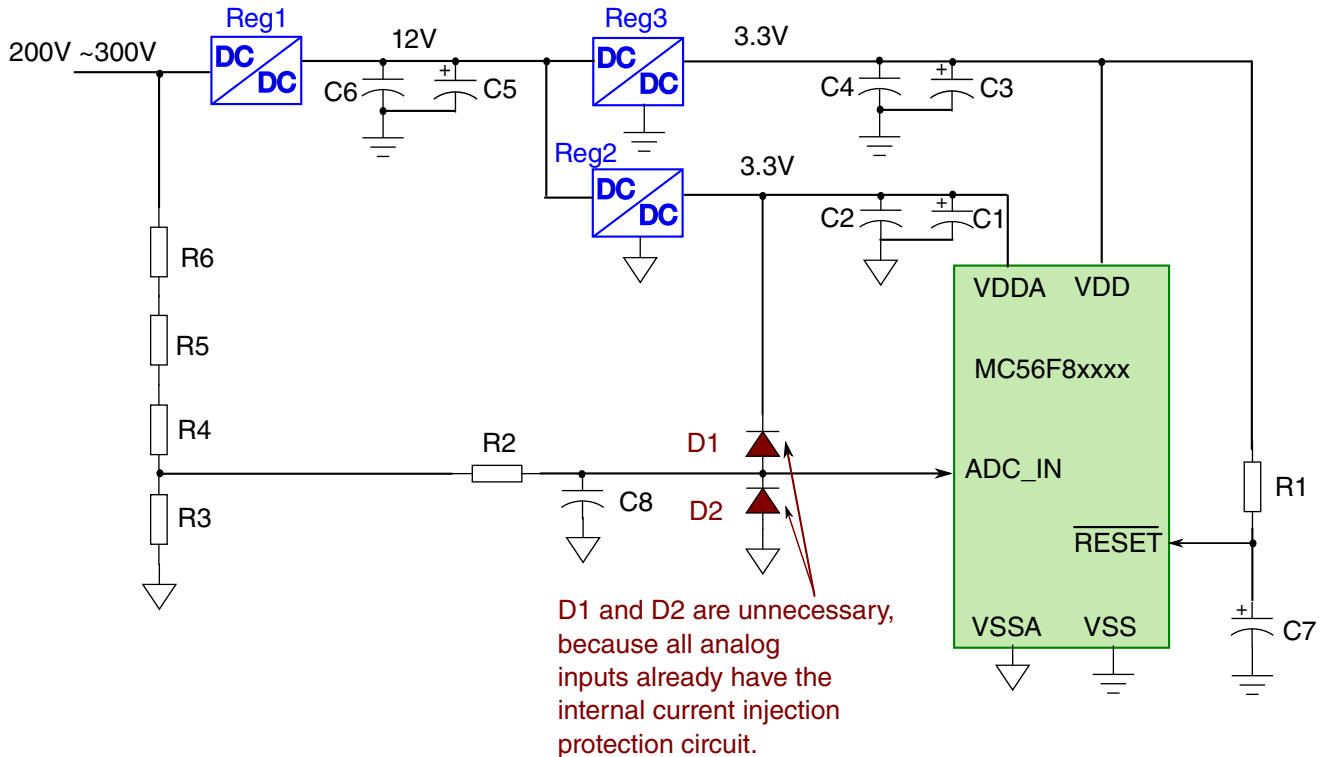 Reg1
Reg3
200V ~300V
12V
3.3V
DC
DC
DC
DC
C6
+
C5
C4
+
C3
Reg2
3.3V
DC
DC
C2
+
C1
R6
VDDA
VDD
R5
MC56F8xxxx
R4
R2
D1
ADC_IN
R1
R3
C8
D2
RESET
D1 and D2 are unnecessary,
because all analog
inputs already have the
internal current injection
protection circuit.
VSSA
VSS
+
C7